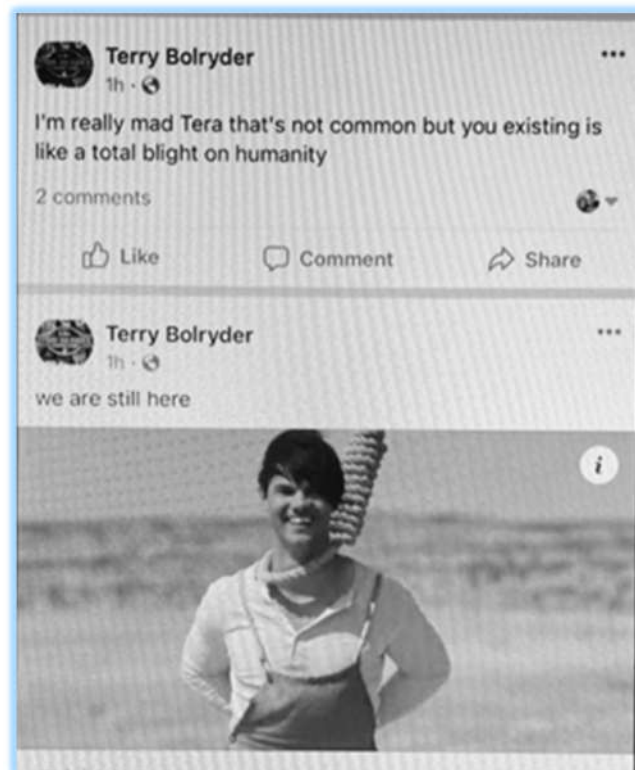 Terry Bolryder
1h
I'm really mad Tera that's not common but you existing is
like a total blight on humanity
2 comments
Like
Comment
Share
Terry Bolryder
1h
we are still here
i